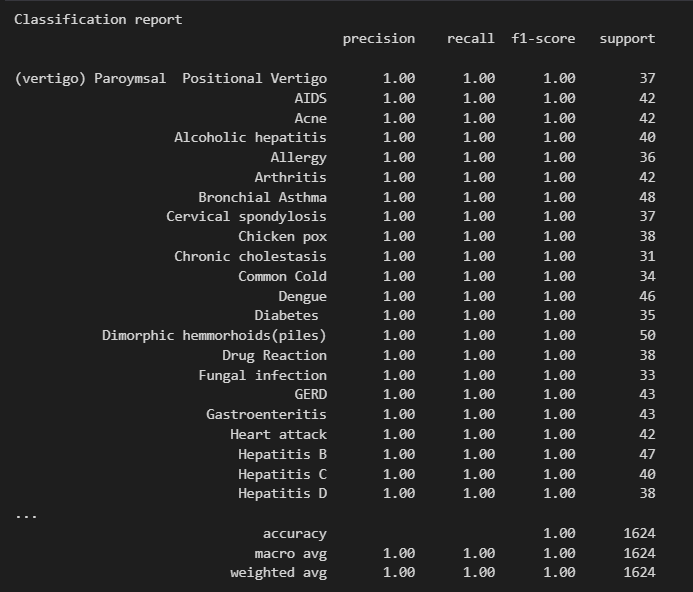 Classification report
precision recall f1-score support
(vertigo) Paroymsal  Positional Vertigo 1.00 1.00 1.00 37
AIDS 1.00 1.00 1.00 42
Acne 1.00 1.00 1.00 42
Alcoholic hepatitis 1.00 1.00 1.00 40
Allergy 1.00 1.00 1.00 36
Arthritis 1.00 1.00 1.00 42
Bronchial Asthma 1.00 1.00 1.00 48
Cervical spondylosis 1.00 1.00 1.00 37
Chicken pox 1.00 1.00 1.00 38
Chronic cholestasis 1.00 1.00 1.00 31
Common Cold 1.00 1.00 1.00 34
Dengue 1.00 1.00 1.00 46
Diabetes 1.00 1.00 1.00 35
Dimorphic hemmorhoids(piles) 1.00 1.00 1.00 50
Drug Reaction 1.00 1.00 1.00 38
Fungal infection 1.00 1.00 1.00 33
GERD 1.00 1.00 1.00 43
Gastroenteritis 1.00 1.00 1.00 43
Heart attack 1.00 1.00 1.00 42
Hepatitis B 1.00 1.00 1.00 47
Hepatitis C 1.00 1.00 1.00 40
Hepatitis D 1.00 1.00 1.00 38
...
accuracy 1.00 1624
macro avg 1.00 1.00 1.00 1624
weighted avg 1.00 1.00 1.00 1624